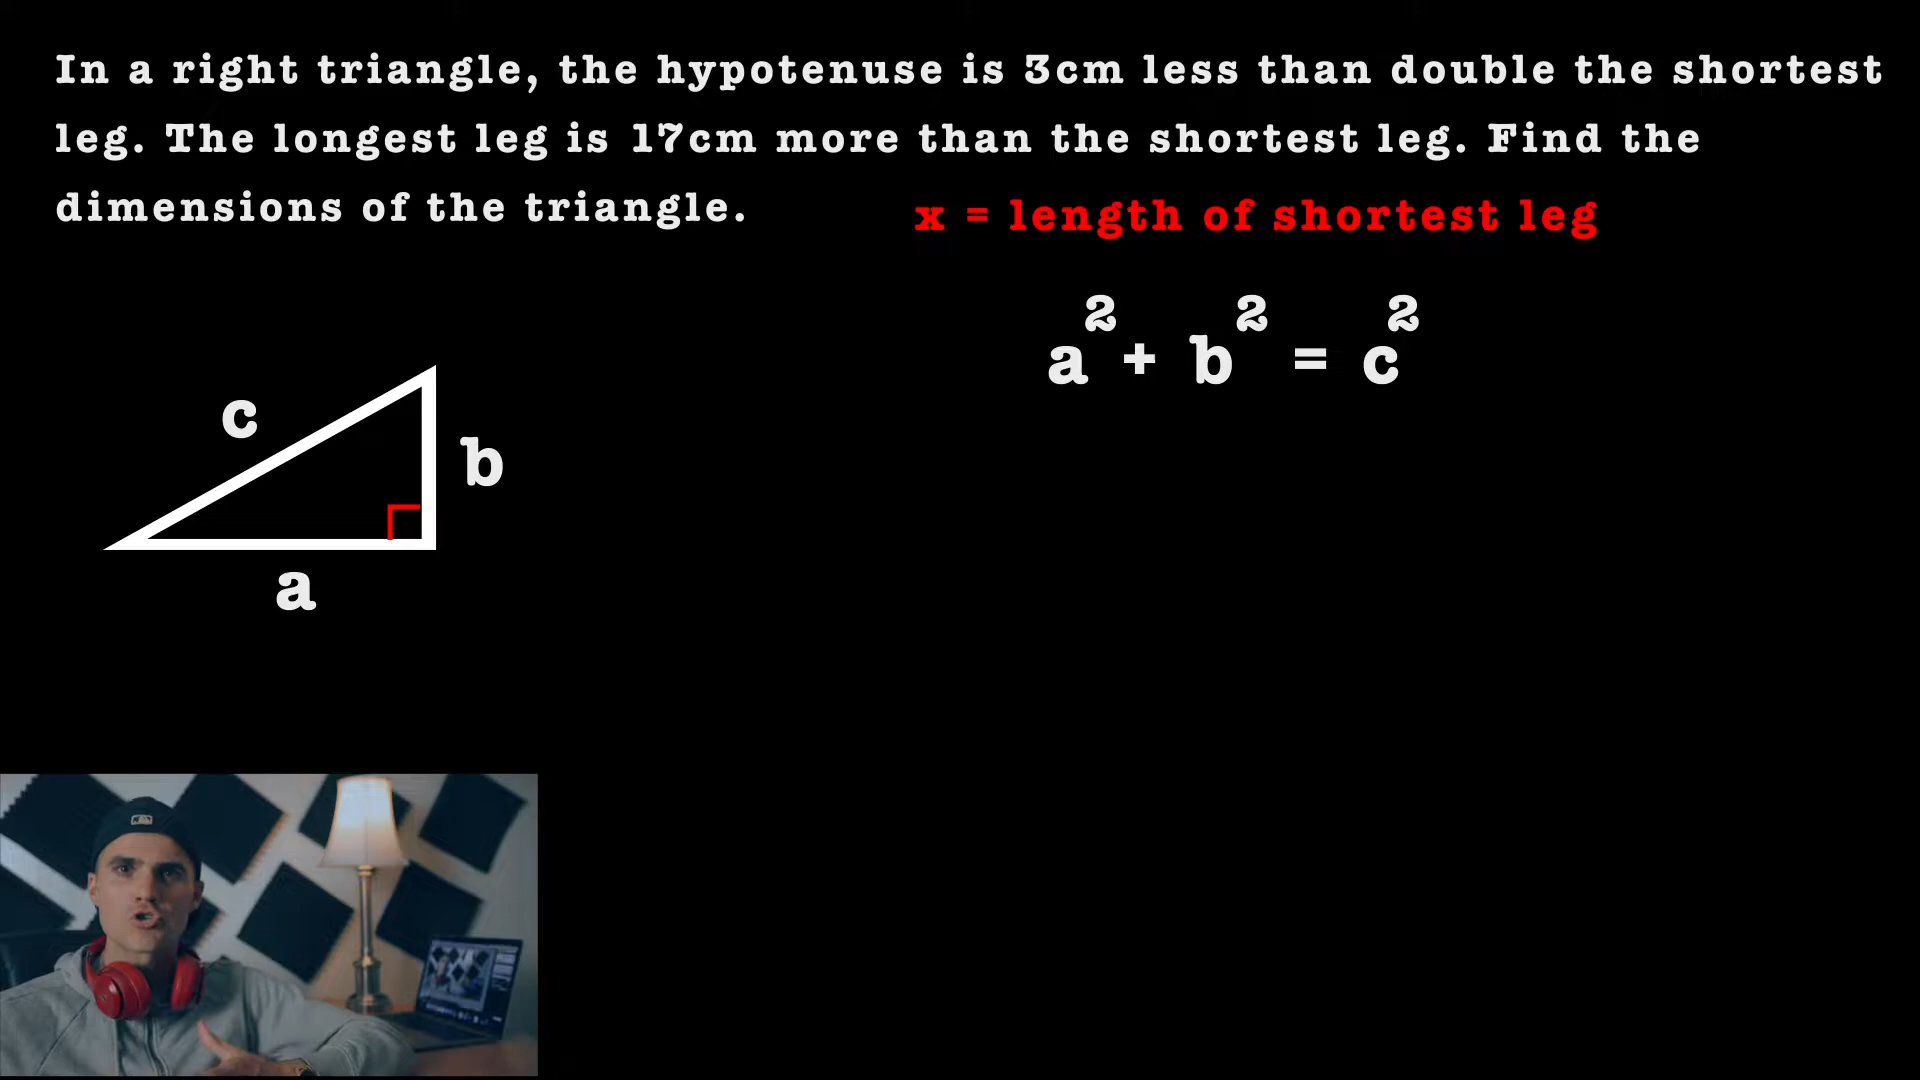 In a right triangle, the hypotenuse is 3cm less than double the shortest
leg. The longest leg is 17cm more than the shortest leg. Find the
dimensions of the triangle.
x = length of shortest leg
a² + b² = c²
c
b
a